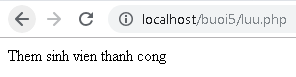 localhost/buoi5/luu.php
Them sinh vien thanh cong